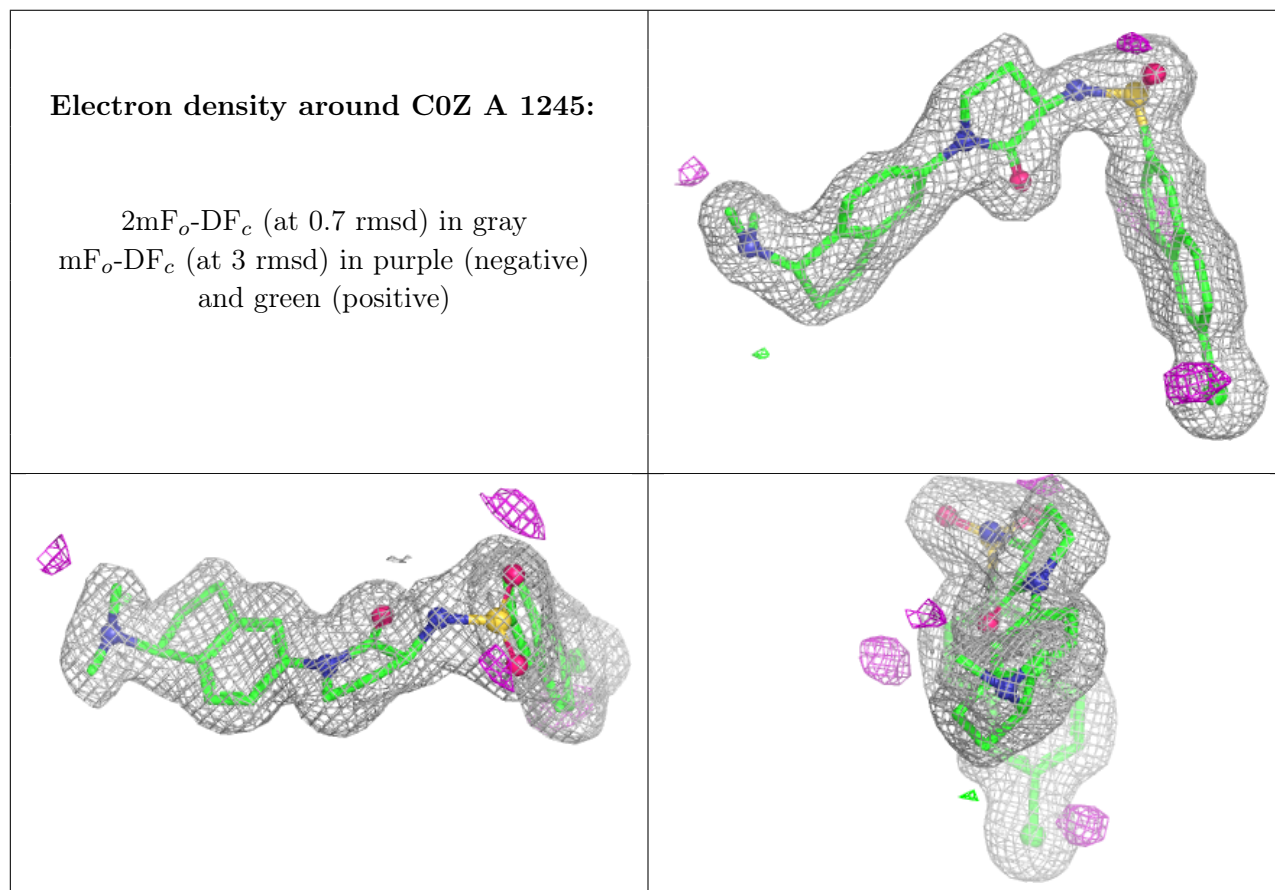 Electron density around C0Z A 1245:
2mFo-DFc (at 0.7 rmsd) in gray
mFo-DFc (at 3 rmsd) in purple (negative)
and green (positive)